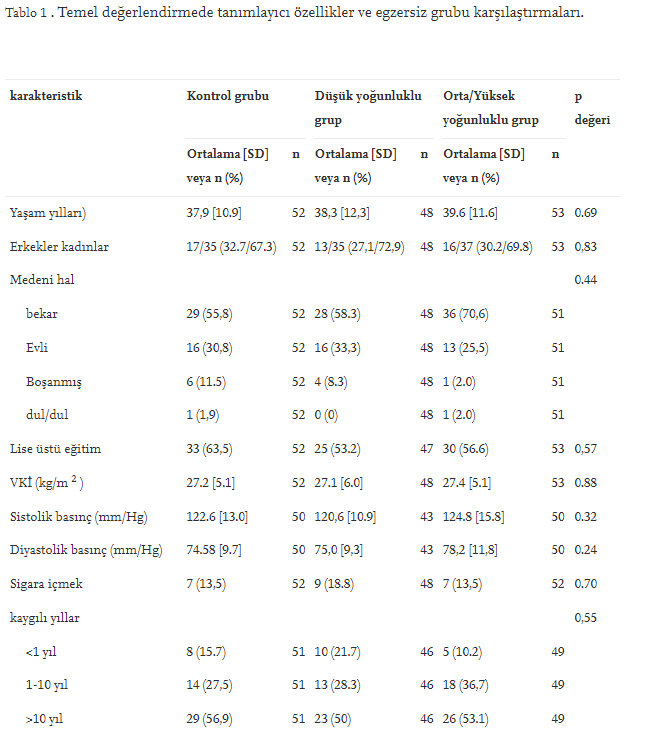 Tablo 1 . Temel değerlendirmede tanımlayıcı özellikler ve egzersiz grubu karşılaştırmaları.
karakteristik Kontrol grubu Düşük yoğunluklu grup Orta/Yüksek yoğunluklu grup p değeri
Ortalama [SD] veya n (%) n Ortalama [SD] veya n (%) n Ortalama [SD] veya n (%) n
Yaşam yılları) 37,9 [10.9] 52 38,3 [12,3] 48 39.6 [11.6] 53 0.69
Erkekler kadınlar 17/35 (32.7/67.3) 52 13/35 (27,1/72,9) 48 16/37 (30.2/69.8) 53 0,83
Medeni hal 0.44
bekar 29 (55,8) 52 28 (58.3) 48 36 (70,6) 51
Evli 16 (30,8) 52 16 (33,3) 48 13 (25,5) 51
Boşanmış 6 (11.5) 52 4 (8.3) 48 1 (2.0) 51
dul/dul 1 (1,9) 52 0 (0) 48 1 (2.0) 51
Lise üstü eğitim 33 (63,5) 52 25 (53.2) 47 30 (56.6) 53 0,57
VKİ (kg/m ² ) 27.2 [5.1] 52 27.1 [6.0] 48 27.4 [5.1] 53 0.88
Sistolik basınç (mm/Hg) 122.6 [13.0] 50 120,6 [10.9] 43 124.8 [15.8] 50 0.32
Diyastolik basınç (mm/Hg) 74.58 [9.7] 50 75,0 [9,3] 43 78,2 [11,8] 50 0.24
Sigara içmek 7 (13,5) 52 9 (18.8) 48 7 (13,5) 52 0.70
kaygılı yıllar 0,55
<1 yıl 8 (15.7) 51 10 (21.7) 46 5 (10.2) 49
1-10 yıl 14 (27,5) 51 13 (28.3) 46 18 (36,7) 49
>10 yıl 29 (56,9) 51 23 (50) 46 26 (53.1) 49